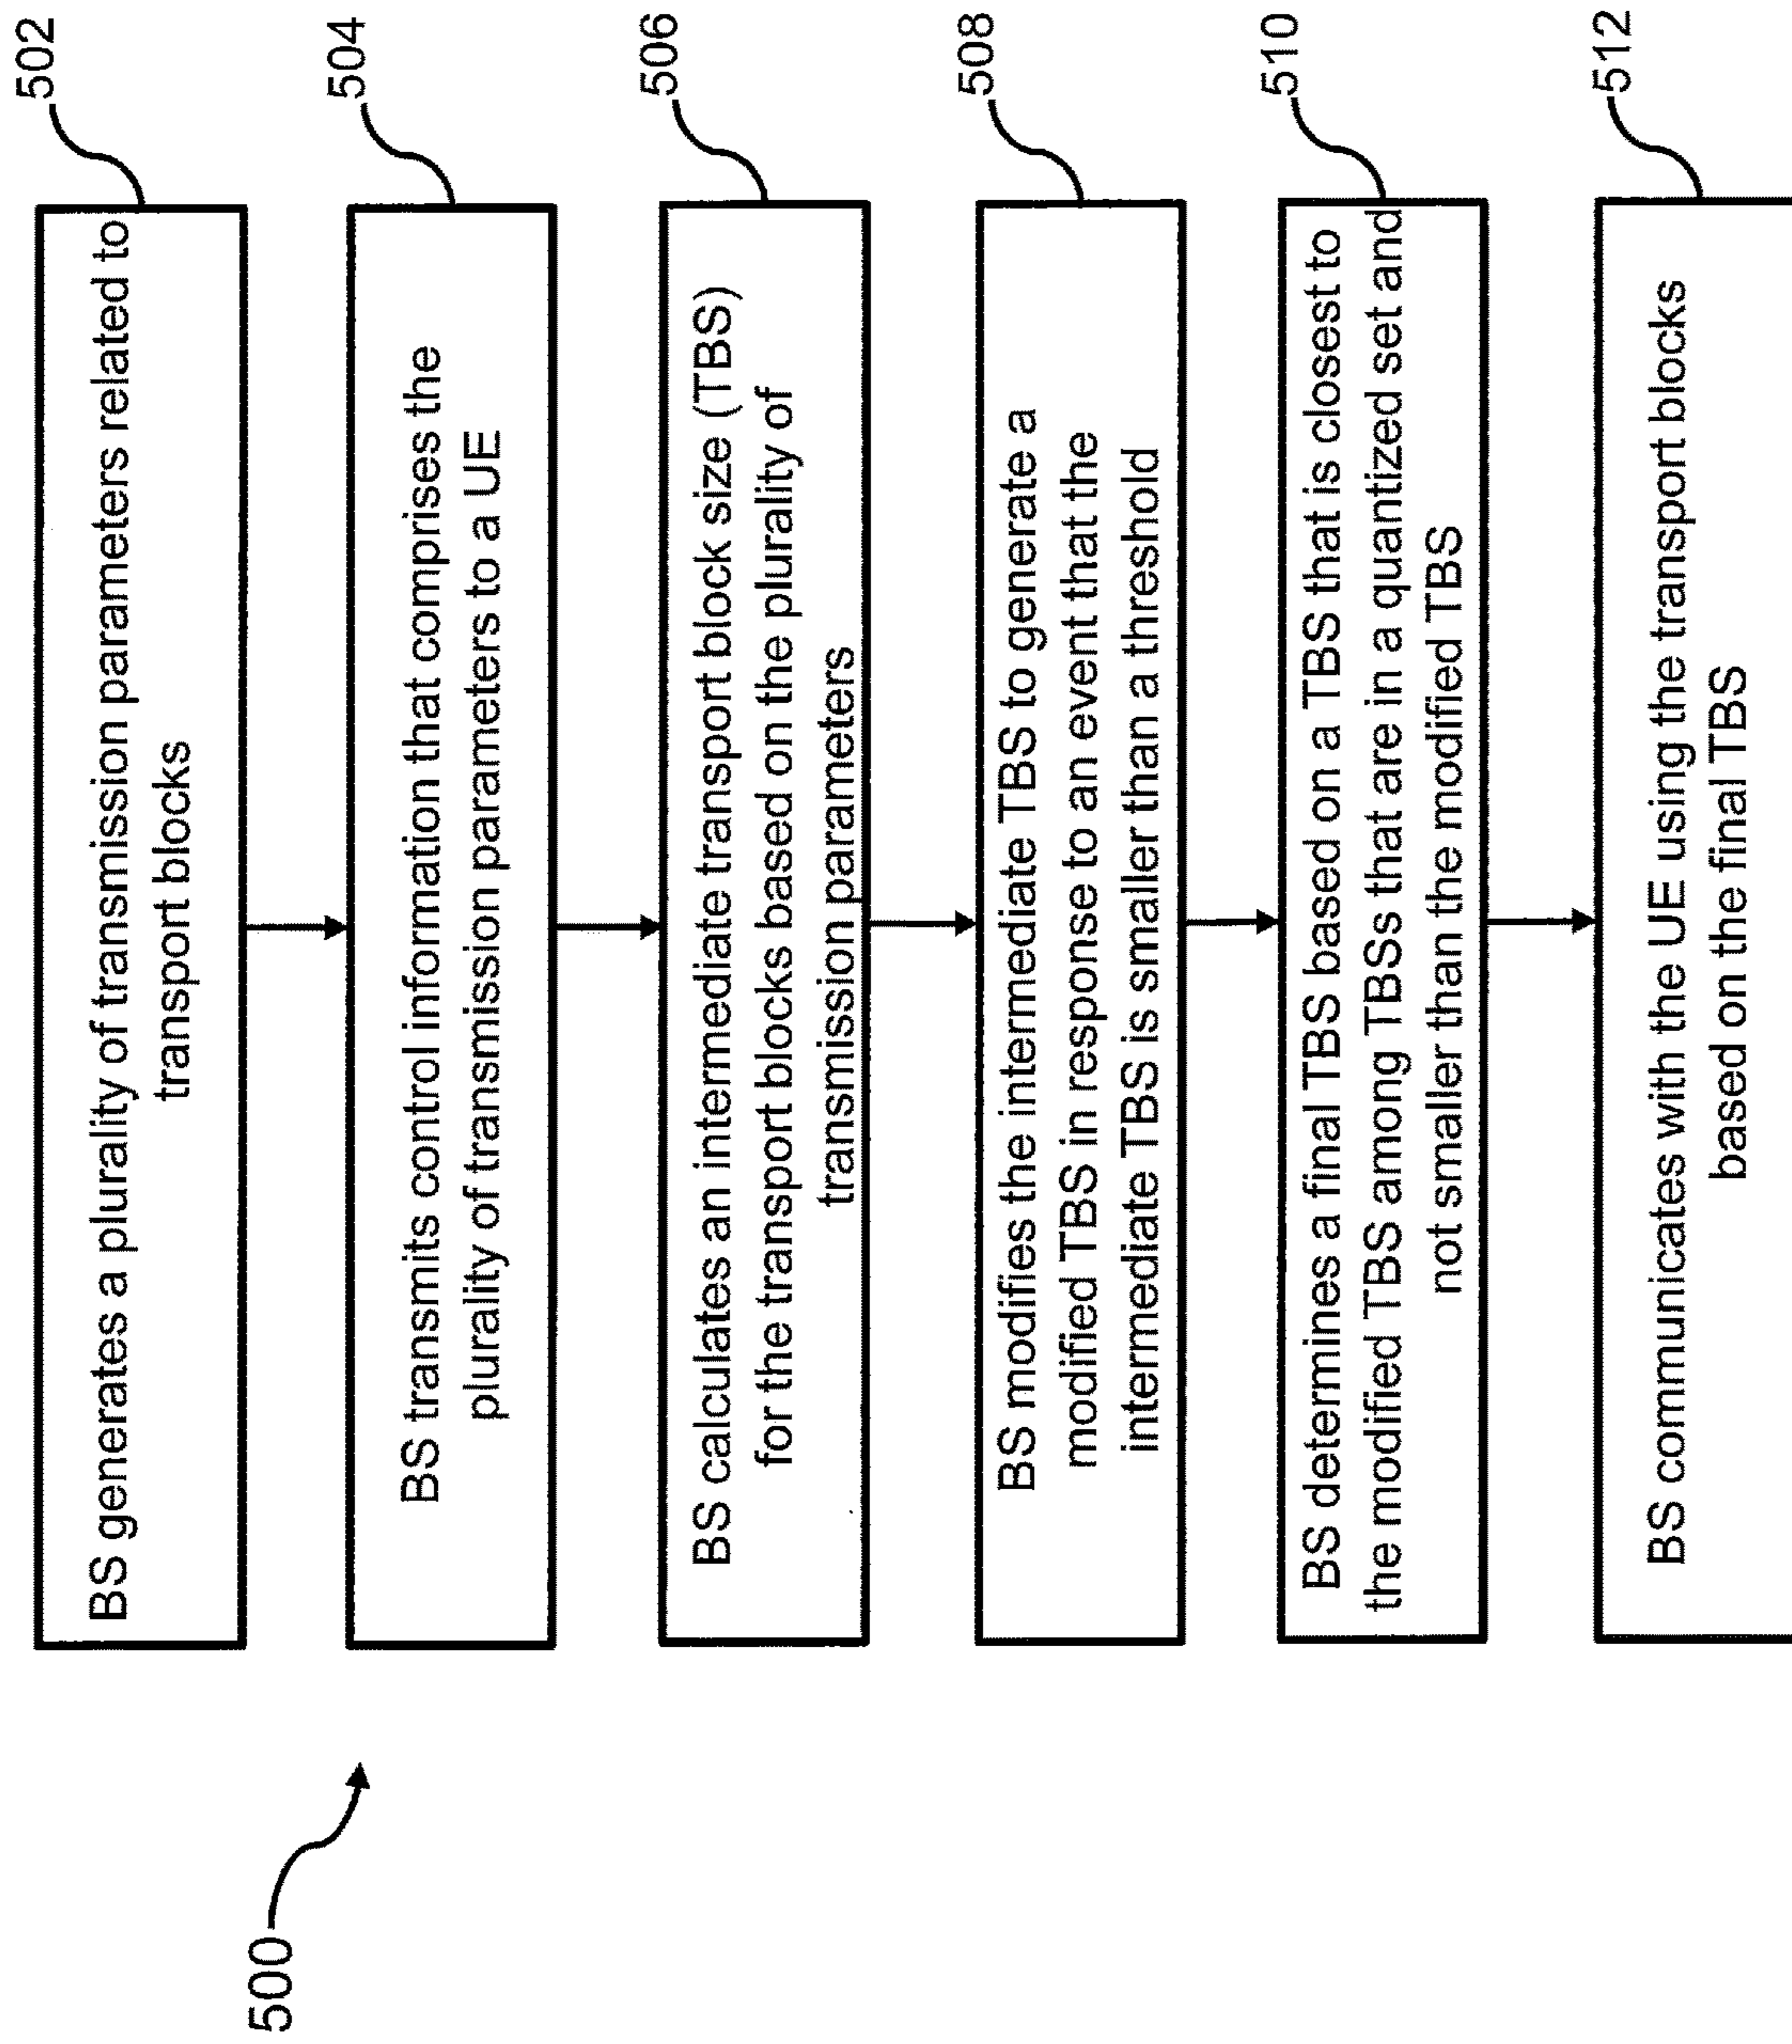 500
502
BS generates a plurality of transmission parameters related to
transport blocks
504
BS transmits control information that comprises the
plurality of transmission parameters to a UE
506
BS calculates an intermediate transport block size (TBS)
for the transport blocks based on the plurality of
transmission parameters
508
BS modifies the intermediate TBS to generate a
modified TBS in response to an event that the
intermediate TBS is smaller than a threshold
510
BS determines a final TBS based on a TBS that is closest to
the modified TBS among TBSs that are in a quantized set and
not smaller than the modified TBS
512
BS communicates with the UE using the transport blocks
based on the final TBS